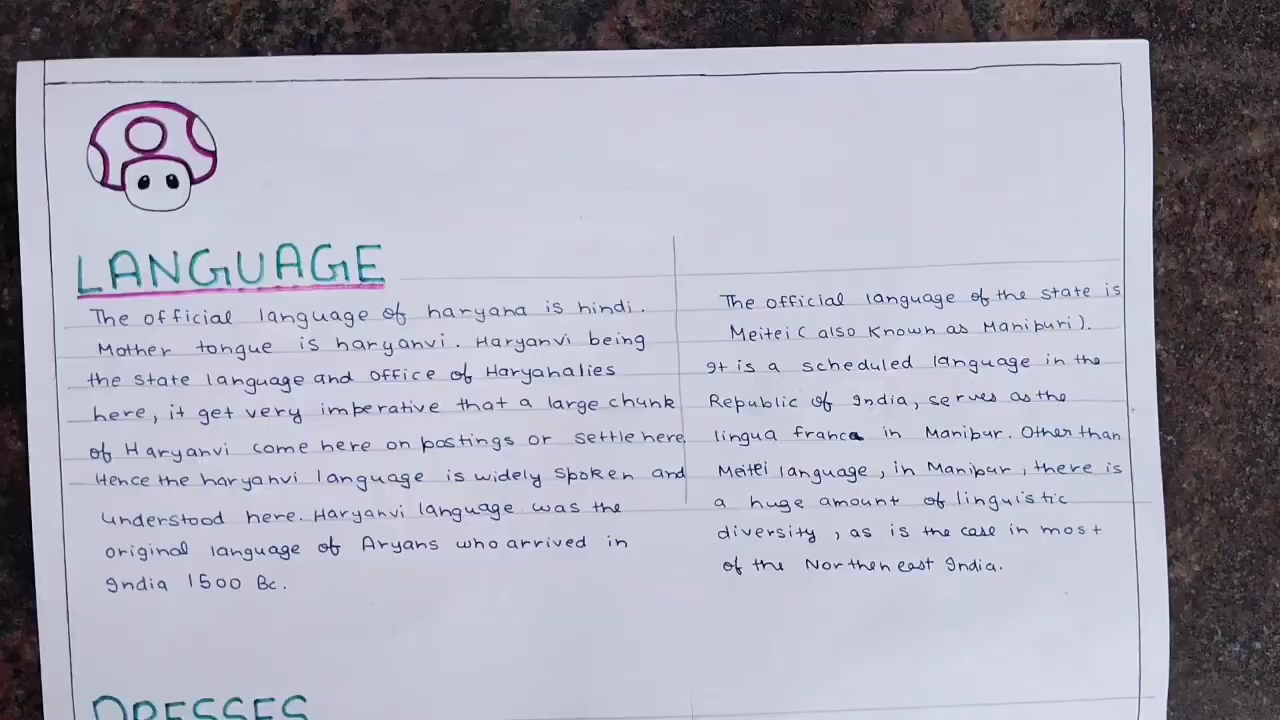 LANGUAGE
The official language of haryana is hindi.
Mother tongue is haryanvi. Haryanvi being
the state language and office of Haryanalies
here, it get very imperative that a large chunk
of Haryanvi come here on postings or settle here.
Hence the haryanvi language is widely spoken and
understood here. Haryanvi language was the
original language of Aryans who arrived in
India 1500 Bc.
The official language of the state is
Meitei ( also known as Manipuri ).
It is a scheduled language in the
Republic of India, serves as the
lingua franca in Manipur. Other than
Meitei language, in Manipur, there is
a huge amount of linguistic
diversity, as is the case in most
of the Northen east India.
DRESSES